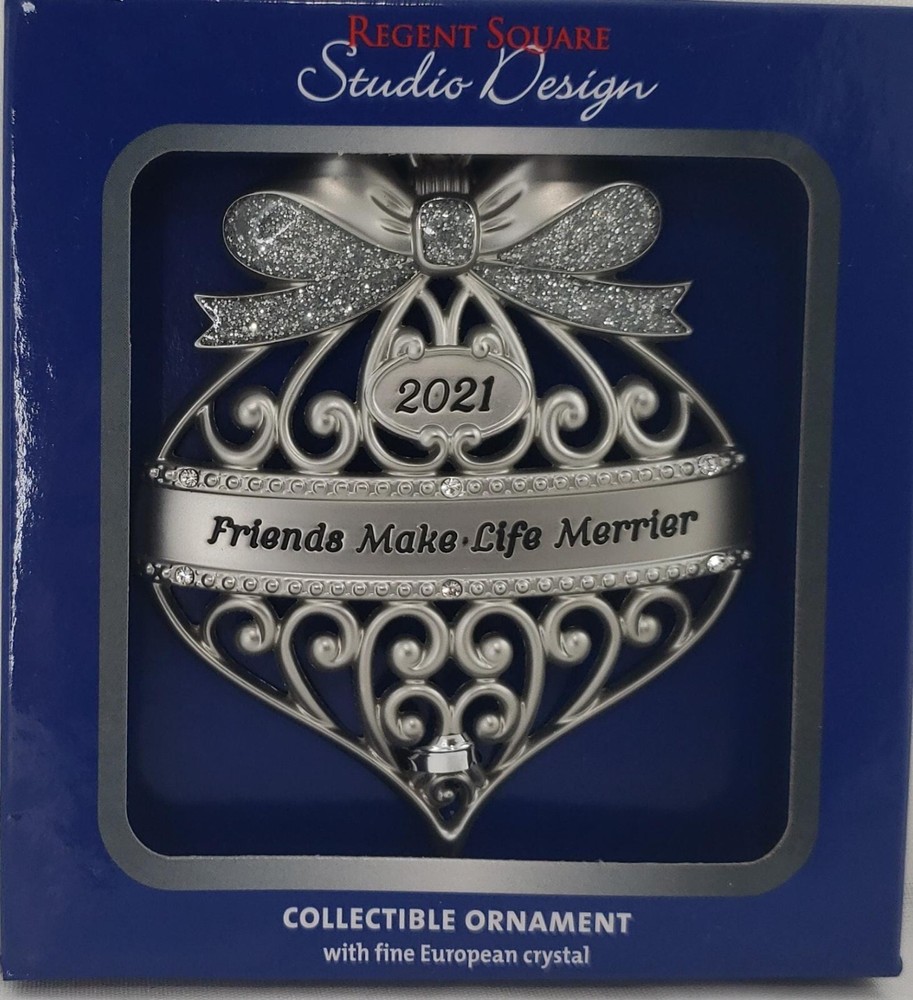 REGENT SQUARE
Studio Design
2021
Friends Make·Life Merrier
COLLECTIBLE ORNAMENT
with fine European crystal